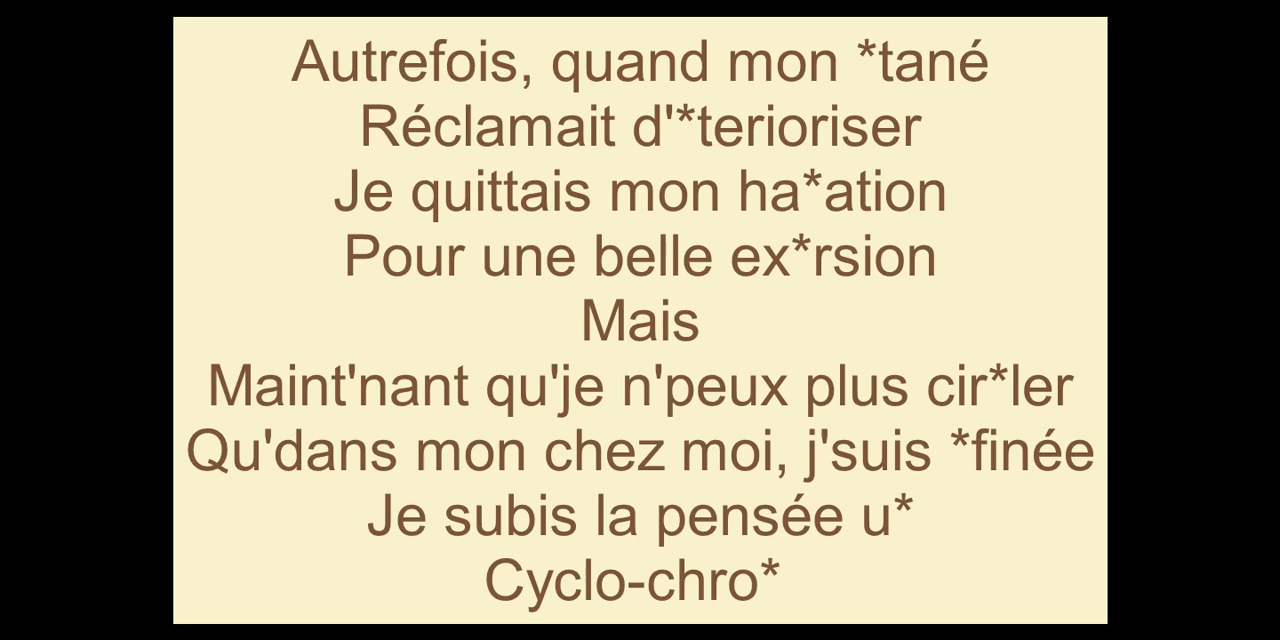 Autrefois, quand mon *tané
Réclamait d'*terioriser
Je quittais mon ha*ation
Pour une belle ex*rsion
Mais
Maint'nant qu'je n'peux plus cir*ler
Qu'dans mon chez moi, j'suis *finée
Je subis la pensée u*
Cyclo-chro*